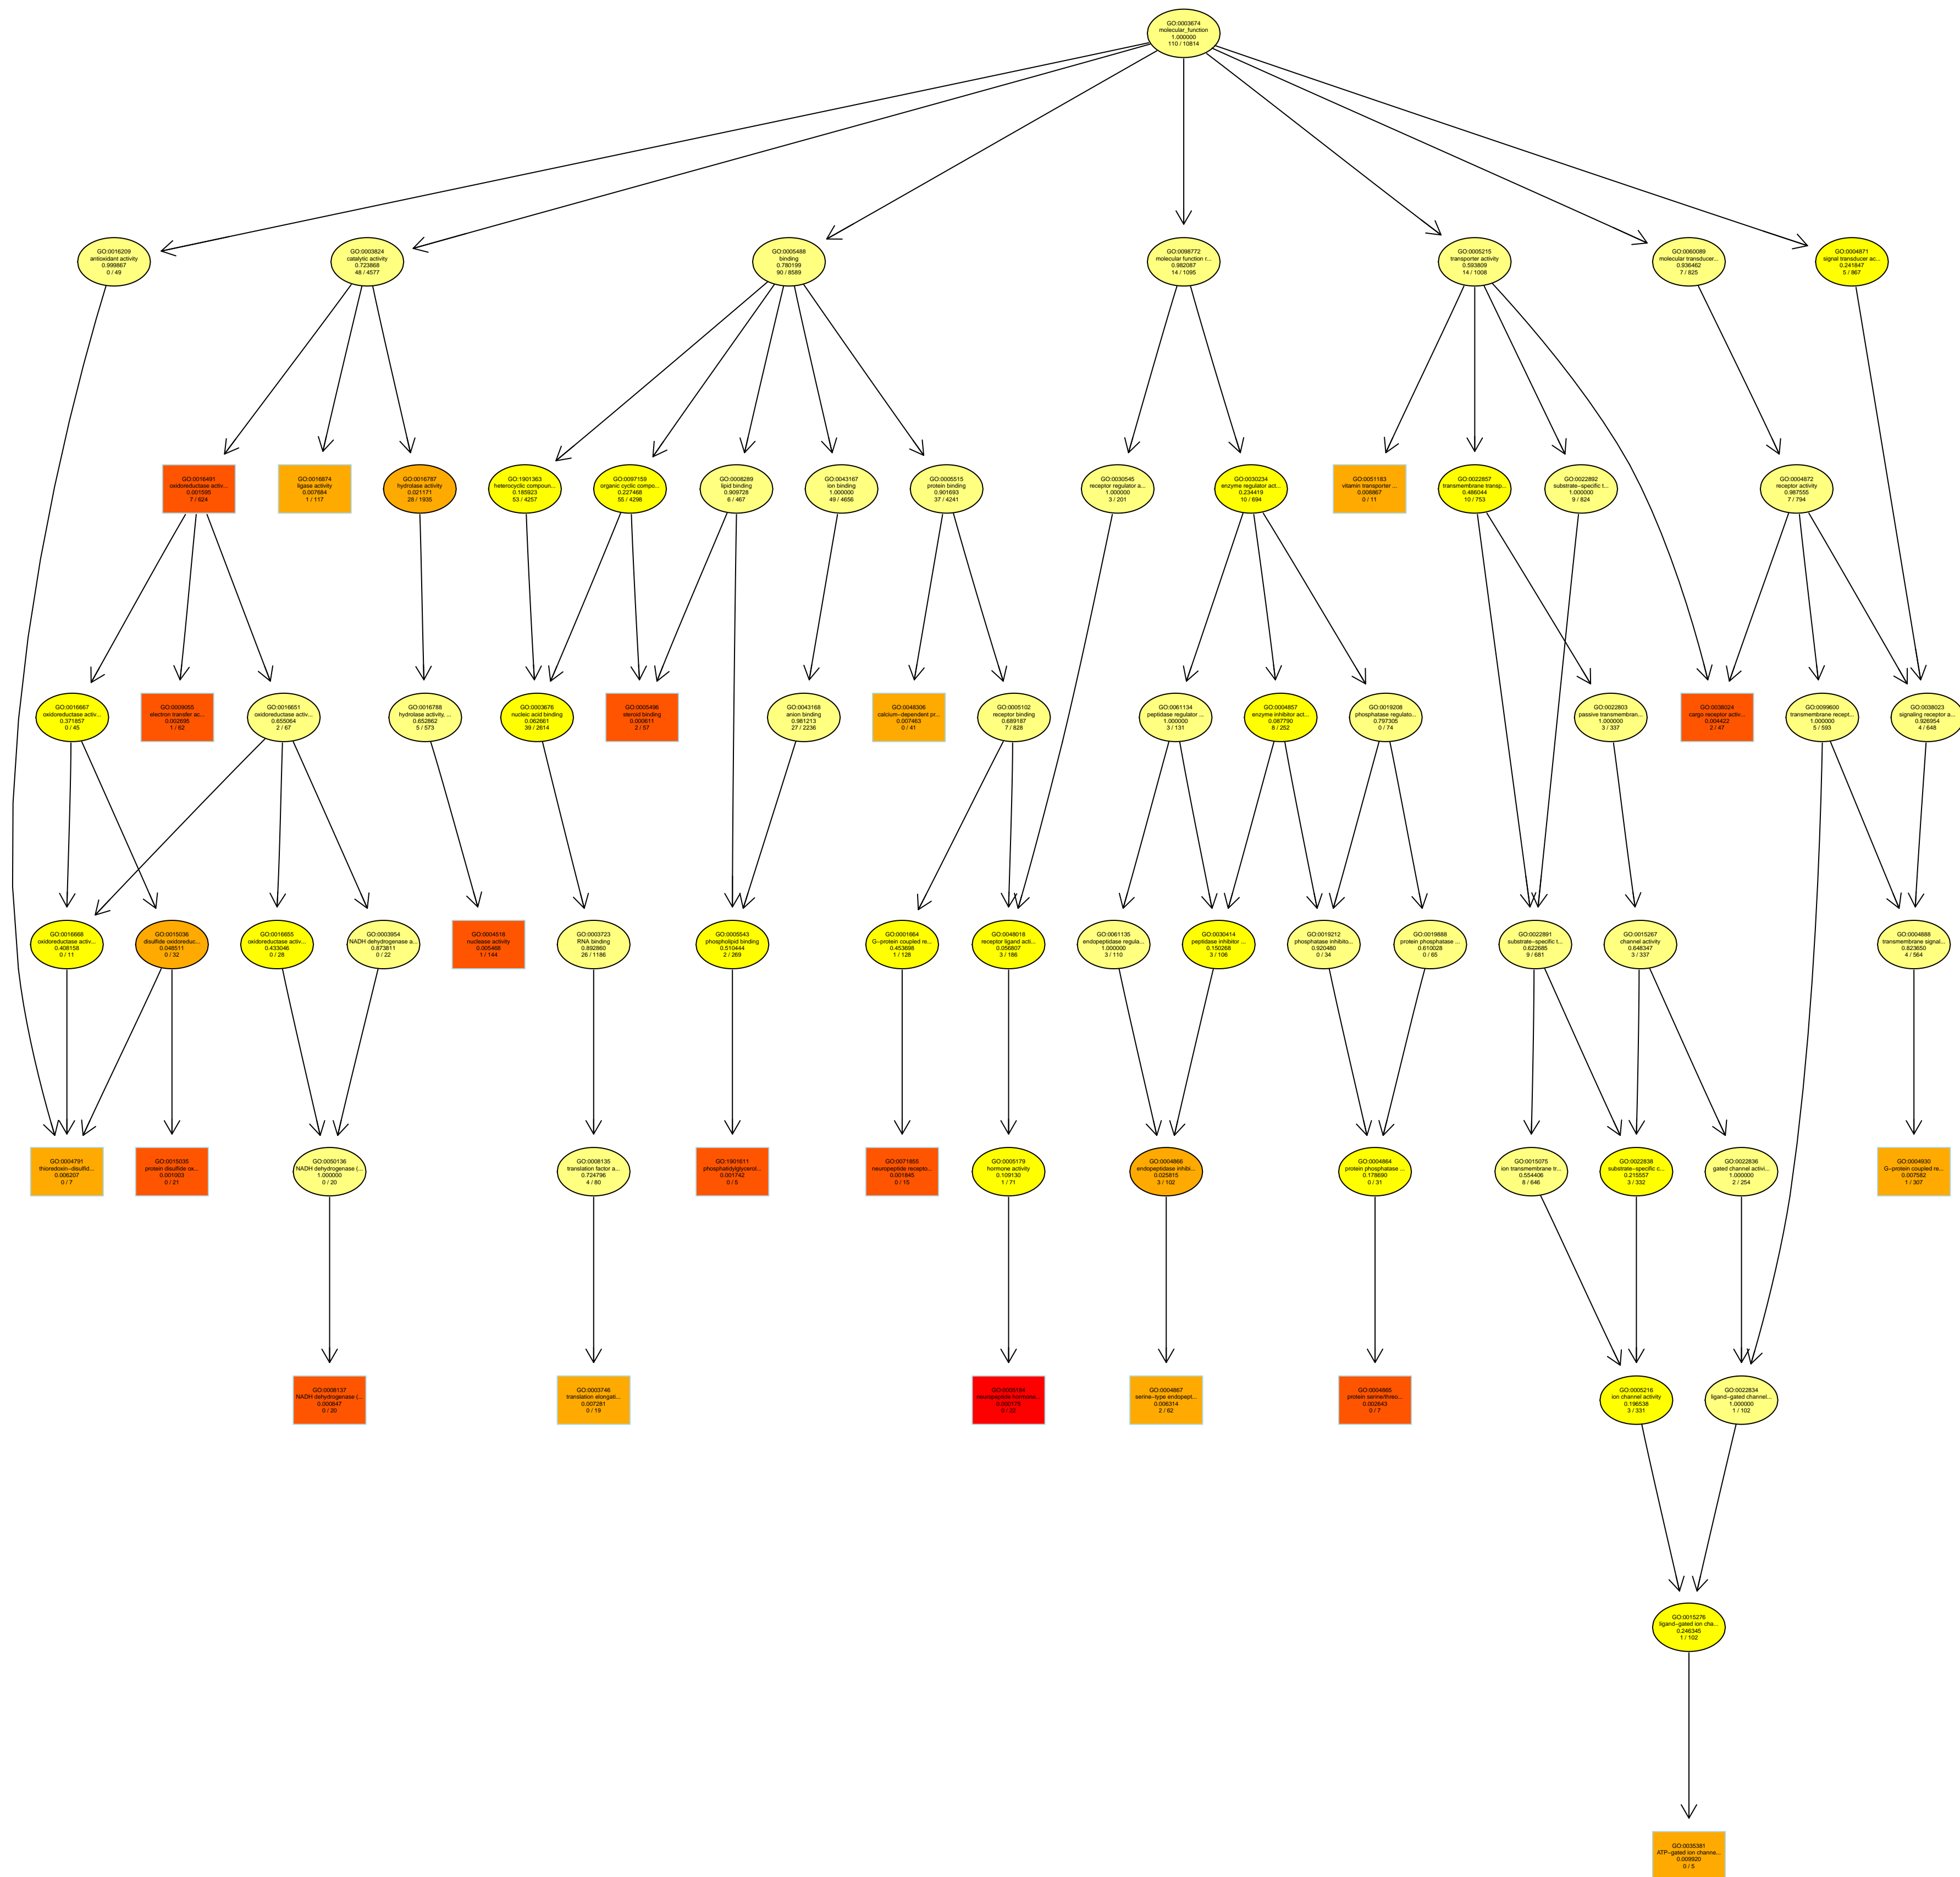 GO:0003674
molecular_function
1.000000
110 / 10814
GO:0016209
antioxidant activity
0.999867
0 / 49
GO:0003824
catalytic activity
0.723868
48 / 4577
GO:0005488
binding
0.780199
90 / 8589
GO:0098772
molecular function r...
0.982087
14 / 1095
GO:0005215
transporter activity
0.593809
14 / 1008
GO:0060089
molecular transducer...
0.936462
7 / 825
GO:0004871
signal transducer ac...
0.241847
5 / 867
GO:0016491
oxidoreductase activ...
0.001595
7 / 624
GO:0016874
ligase activity
0.007684
1 / 117
GO:0016787
hydrolase activity
0.021171
28 / 1935
GO:1901363
heterocyclic compoun...
0.185923
53 / 4257
GO:0097159
organic cyclic compo...
0.227468
55 / 4298
GO:0008289
lipid binding
0.909728
6 / 467
GO:0043167
ion binding
1.000000
49 / 4656
GO:0005515
protein binding
0.901693
37 / 4241
GO:0030545
receptor regulator a...
1.000000
3 / 201
GO:0030234
enzyme regulator act...
0.234419
10 / 694
GO:0051183
vitamin transporter ...
0.008867
0 / 11
GO:0022857
transmembrane transp...
0.486044
10 / 753
GO:0022892
substrate−specific t...
1.000000
9 / 824
GO:0004872
receptor activity
0.987555
7 / 794
GO:0016667
oxidoreductase activ...
0.371857
0 / 45
GO:0009055
electron transfer ac...
0.002695
1 / 62
GO:0016651
oxidoreductase activ...
0.655064
2 / 67
GO:0016788
hydrolase activity, ...
0.652862
5 / 573
GO:0003676
nucleic acid binding
0.062661
39 / 2614
GO:0005496
steroid binding
0.000611
2 / 57
GO:0043168
anion binding
0.981213
27 / 2236
GO:0048306
calcium−dependent pr...
0.007463
0 / 41
GO:0005102
receptor binding
0.689187
7 / 828
GO:0061134
peptidase regulator ...
1.000000
3 / 131
GO:0004857
enzyme inhibitor act...
0.087790
8 / 252
GO:0019208
phosphatase regulato...
0.797305
0 / 74
GO:0022803
passive transmembran...
1.000000
3 / 337
GO:0038024
cargo receptor activ...
0.004422
2 / 47
GO:0099600
transmembrane recept...
1.000000
5 / 593
GO:0038023
signaling receptor a...
0.926954
4 / 648
GO:0016668
oxidoreductase activ...
0.408158
0 / 11
GO:0015036
disulfide oxidoreduc...
0.048511
0 / 32
GO:0016655
oxidoreductase activ...
0.433046
0 / 28
GO:0003954
NADH dehydrogenase a...
0.873811
0 / 22
GO:0004518
nuclease activity
0.005468
1 / 144
GO:0003723
RNA binding
0.892860
26 / 1186
GO:0005543
phospholipid binding
0.510444
2 / 269
GO:0001664
G−protein coupled re...
0.453698
1 / 128
GO:0048018
receptor ligand acti...
0.056807
3 / 186
GO:0061135
endopeptidase regula...
1.000000
3 / 110
GO:0030414
peptidase inhibitor ...
0.150268
3 / 106
GO:0019212
phosphatase inhibito...
0.920480
0 / 34
GO:0019888
protein phosphatase ...
0.610028
0 / 65
GO:0022891
substrate−specific t...
0.622685
9 / 681
GO:0015267
channel activity
0.648347
3 / 337
GO:0004888
transmembrane signal...
0.823650
4 / 564
GO:0004791
thioredoxin−disulfid...
0.006207
0 / 7
GO:0015035
protein disulfide ox...
0.001003
0 / 21
GO:0050136
NADH dehydrogenase (...
1.000000
0 / 20
GO:0008135
translation factor a...
0.724796
4 / 80
GO:1901611
phosphatidylglycerol...
0.001742
0 / 5
GO:0071855
neuropeptide recepto...
0.001845
0 / 15
GO:0005179
hormone activity
0.109130
1 / 71
GO:0004866
endopeptidase inhibi...
0.025815
3 / 102
GO:0004864
protein phosphatase ...
0.178690
0 / 31
GO:0015075
ion transmembrane tr...
0.554406
8 / 646
GO:0022838
substrate−specific c...
0.215557
3 / 332
GO:0022836
gated channel activi...
1.000000
2 / 254
GO:0004930
G−protein coupled re...
0.007582
1 / 307
GO:0008137
NADH dehydrogenase (...
0.000847
0 / 20
GO:0003746
translation elongati...
0.007281
0 / 19
GO:0005184
neuropeptide hormone...
0 / 22
GO:0004867
serine−type endopept...
0.006314
2 / 62
GO:0004865
protein serine/threo...
0.002643
0 / 7
GO:0005216
ion channel activity
0.196538
3 / 331
GO:0022834
ligand−gated channel...
1.000000
1 / 102
GO:0015276
ligand−gated ion cha...
0.246345
1 / 102
GO:0035381
ATP−gated ion channe...
0.009920
0 / 5